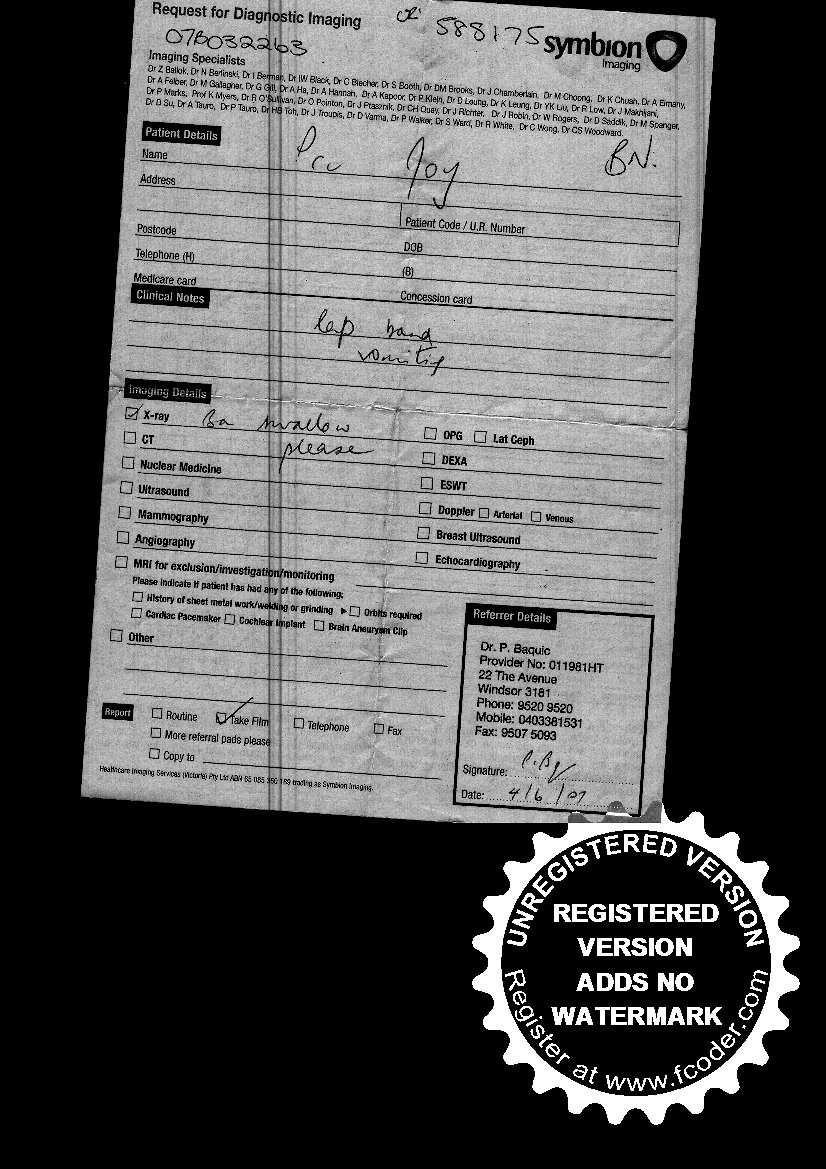 Request for Diagnostic Imaging
588175
symbion
Imaging
07B032263
Imaging Specialists
Dr Z Ballok, Dr N Barlinski, Dr I Berman, Dr IW Black, Dr C Blecher, Dr S Booth, Dr DM Brooks, Dr J Chamberlain, Dr M Choong, Dr K Chuah, Dr A Eimany,
Dr A Felber, Dr M Gallagher, Dr G Gill, Dr A Ha, Dr A Hannah, Dr A Kapoor, Dr P Klejn, Dr D Leung, Dr K Leung, Dr YK Liu, Dr R Low, Dr J Makhijani,
Dr P Marks, Prof K Myers, Dr R O'Sullivan, Dr O Pointon, Dr J Ptasznik, Dr CH Quay, Dr J Richter, Dr J Robin, Dr W Rogers, Dr D Saddik, Dr M Spanger,
Dr D Su, Dr A Tauro, Dr P Tauro, Dr HB Toh, Dr J Troupis, Dr D Varma, Dr P Walker, Dr S Ward, Dr R White, Dr C Wong, Dr CS Woodward.
Patient Details
Name Joy BN.
Address
Patient Code / U.R. Number
Postcode DOB
Telephone (H) (B)
Medicare card Concession card
Clinical Notes
lap band
vomiting
Imaging Details
X-ray Ba swallow
please
OPG Lat Ceph
CT DEXA
Nuclear Medicine ESWT
Ultrasound Doppler Arterial Venous
Mammography Breast Ultrasound
Angiography Echocardiography
MRI for exclusion/investigation/monitoring
Please indicate if patient has had any of the following:
History of sheet metal work/welding or grinding ▸ Orbits required
Cardiac Pacemaker Cochlear Implant Brain Aneurysm Clip
Other
Referrer Details
Dr. P. Baquie
Provider No: 011981HT
22 The Avenue
Windsor 3181
Phone: 9520 9520
Mobile: 0403381531
Fax: 9507 5093
Signature:
Date: 4/6/07
Report Routine Take Film Telephone Fax
More referral pads please
Copy to
Healthcare Imaging Services (Victoria) Pty Ltd ABN 65 085 350 189 trading as Symbion Imaging.
UNREGISTERED VERSION
REGISTERED
VERSION
ADDS NO
WATERMARK
Register at www.fcoder.com